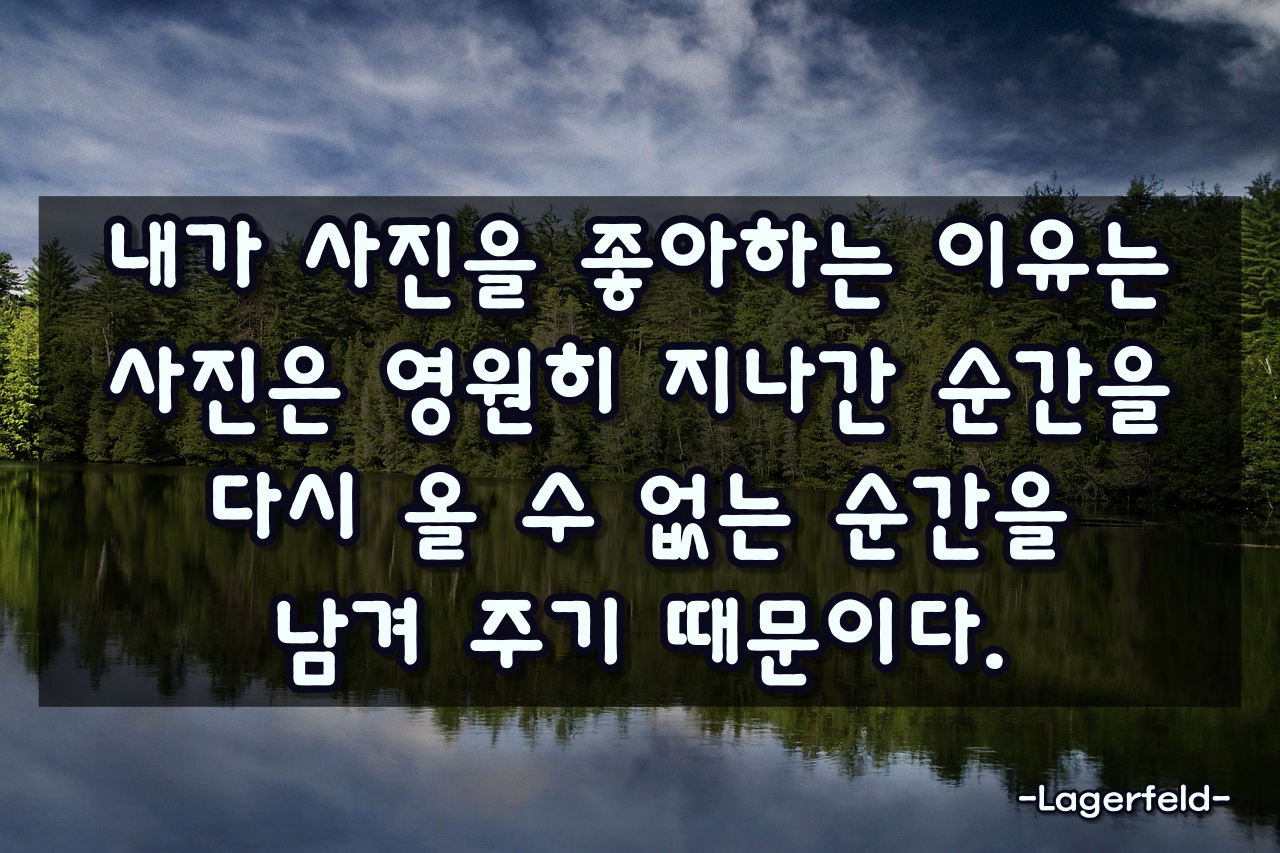 내가 사진을 좋아하는 이유는
사진은 영원히 지나간 순간을
다시 올 수 없는 순간을
남겨 주기 때문이다.
-Lagerfeld-